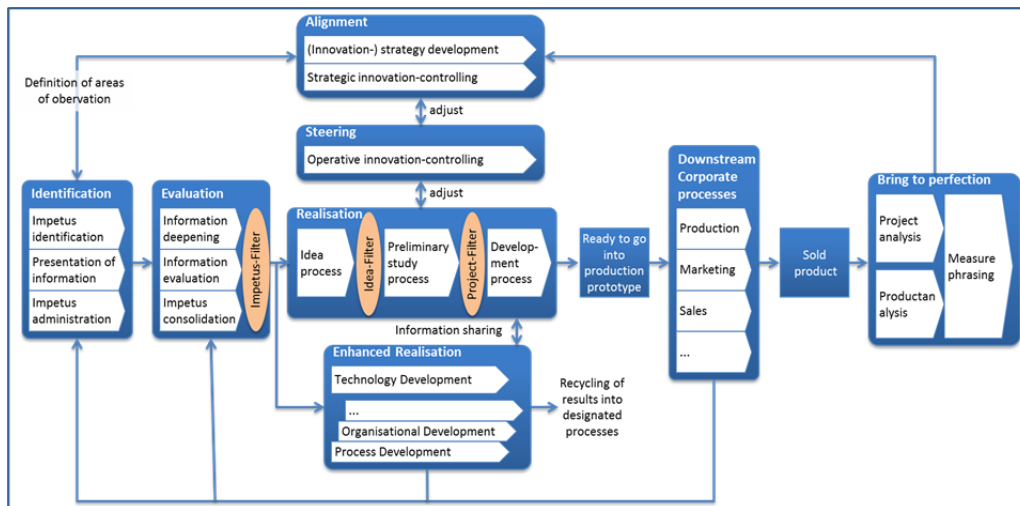 Alignment
(Innovation-) strategy development
Strategic innovation-controlling
Definition of areas
of obervation
adjust
Steering
Operative innovation-controlling
adjust
Identification
Impetus
identification
Presentation of
information
Impetus
administration
Evaluation
Information
deepening
Information
evaluation
Impetus
consolidation
Impetus-Filter
Realisation
Idea
process
Idea-Filter
Preliminary
study
process
Project-Filter
Develop-
ment
process
Ready to go
into
production
prototype
Downstream
Corporate
processes
Production
Marketing
Sales
...
Sold
product
Bring to perfection
Project
analysis
Productan
alysis
Measure
phrasing
Information sharing
Enhanced Realisation
Technology Development
...
Organisational Development
Process Development
Recycling of
results into
designated
processes